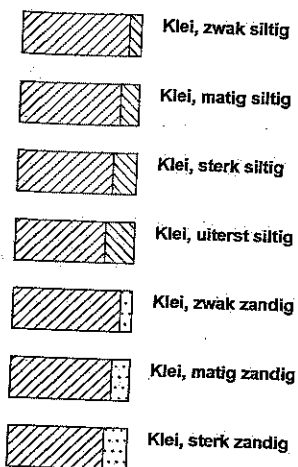 Klei, zwak siltig
Klei, matig siltig
Klei, sterk siltig
Klei, uiterst siltig
Klei, zwak zandig
Klei, matig zandig
Klei, sterk zandig